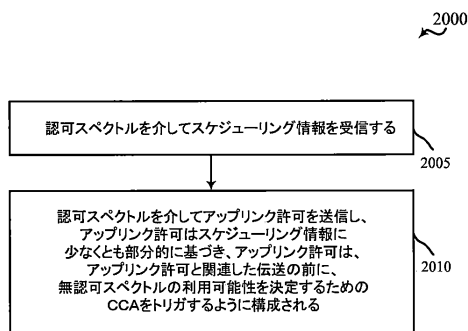 2000
認可スペクトルを介してスケジューリング情報を受信する
2005
認可スペクトルを介してアップリンク許可を送信し、
アップリンク許可はスケジューリング情報に
少なくとも部分的に基づき、アップリンク許可は、
アップリンク許可と関連した伝送の前に、
無認可スペクトルの利用可能性を決定するための
CCAをトリガするように構成される
2010